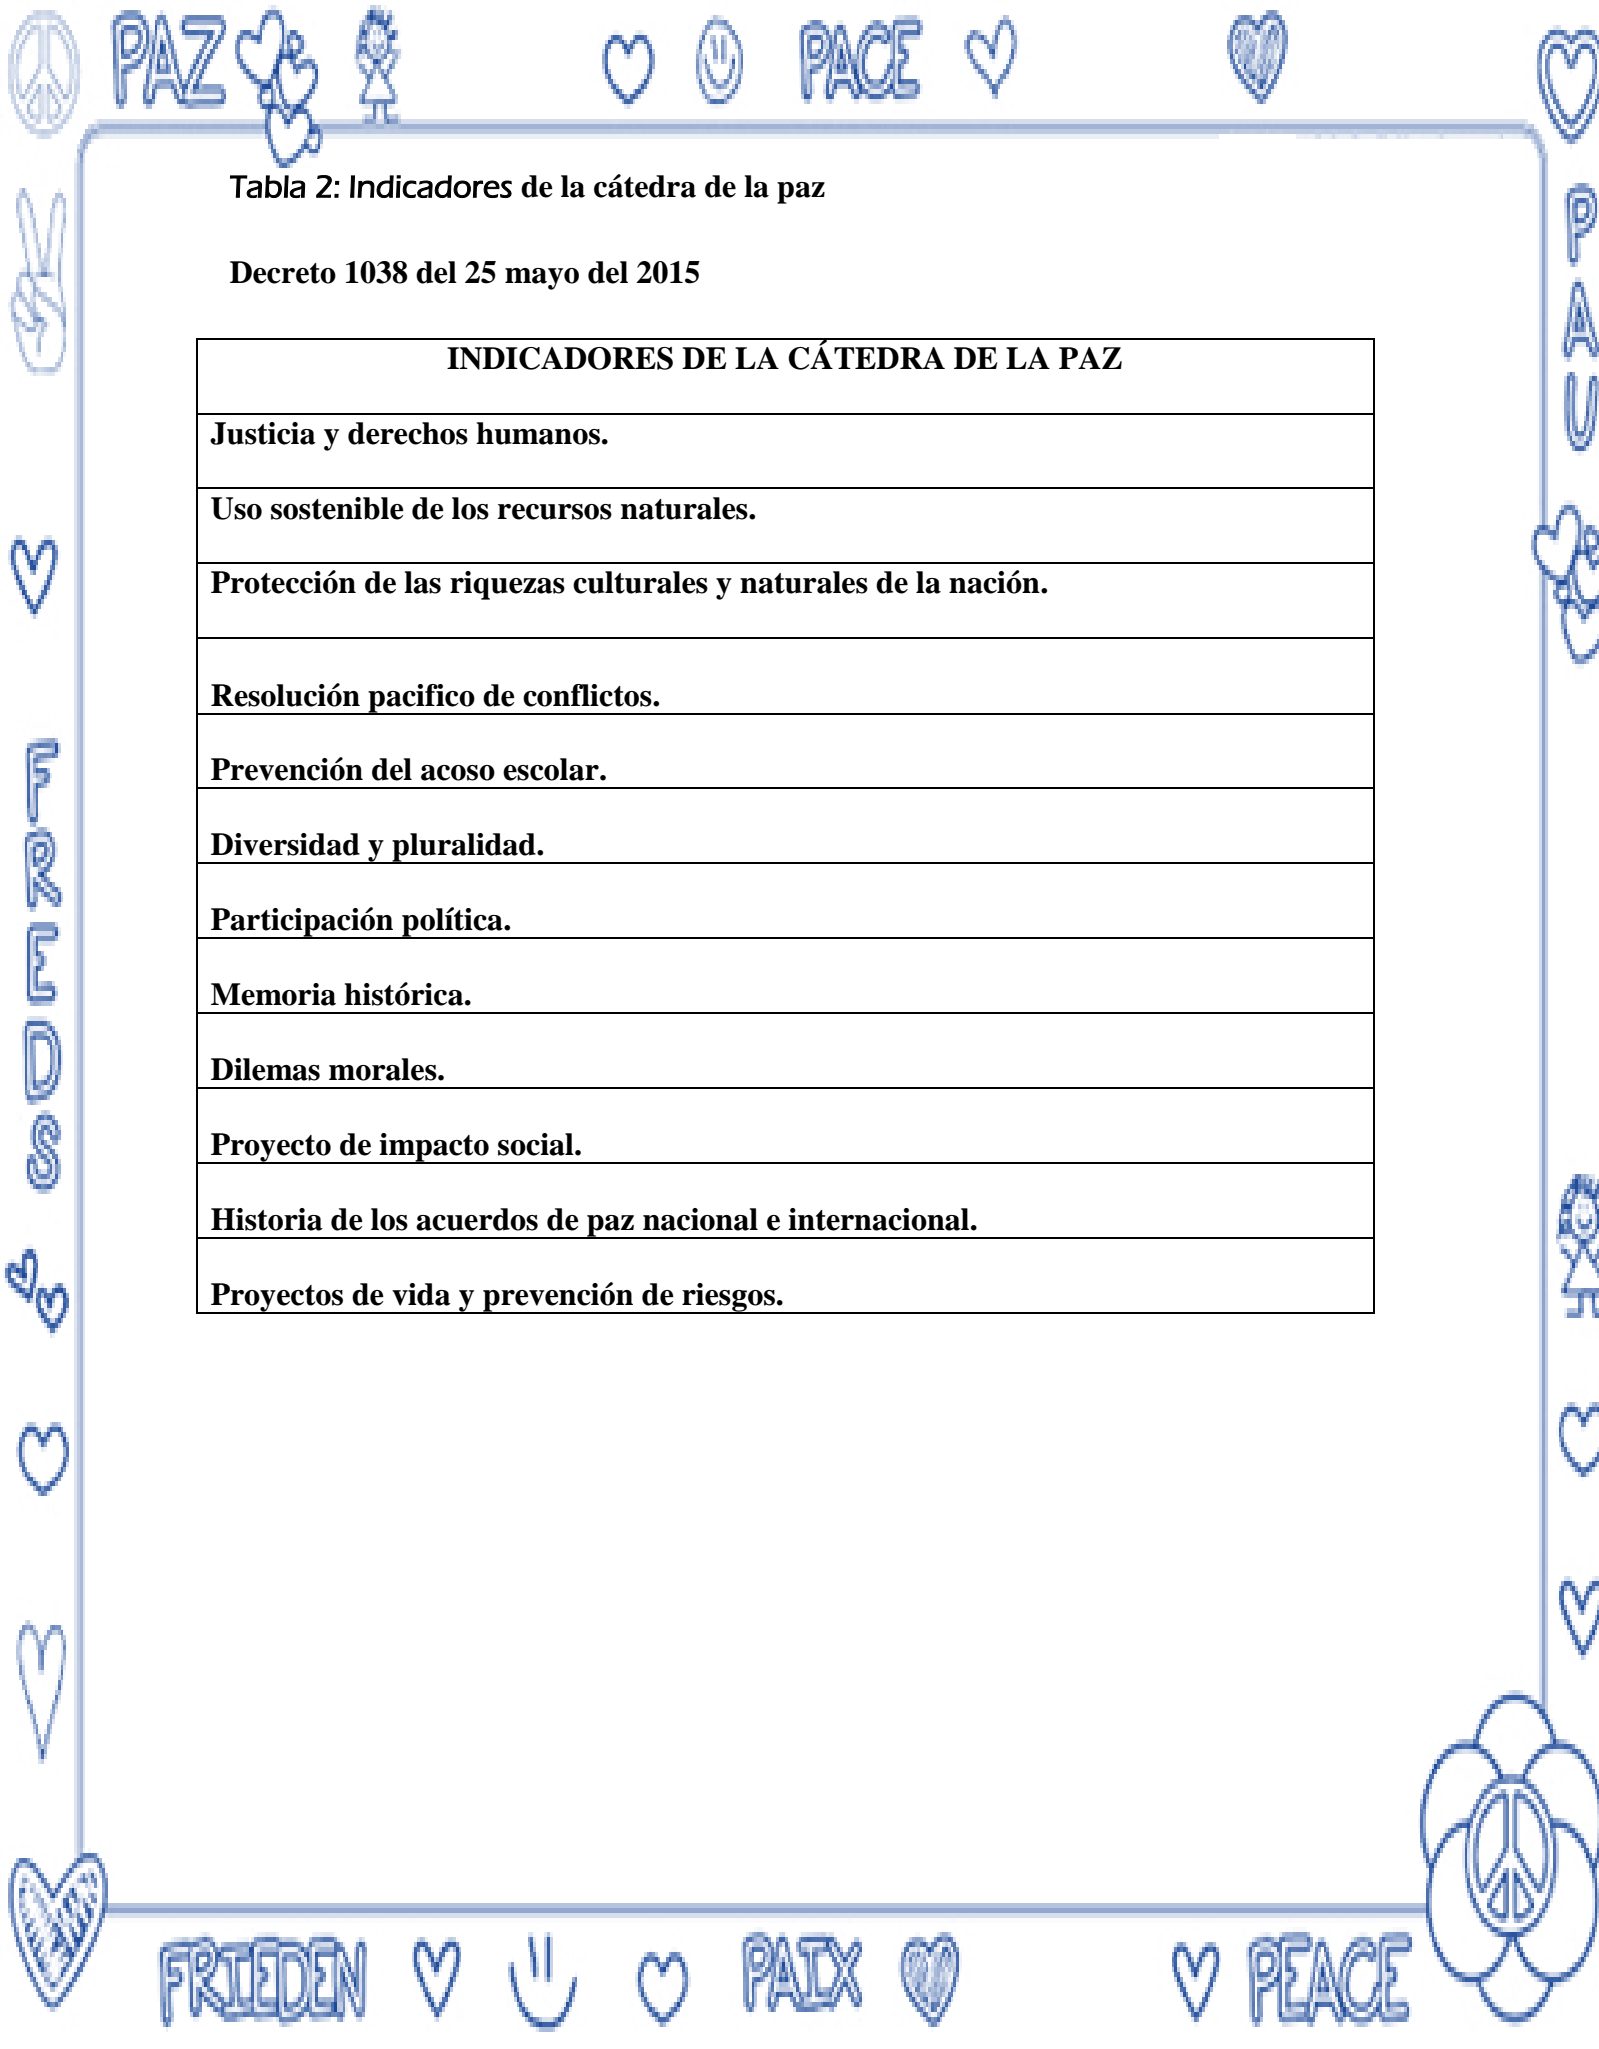 PAZ
PACE
PAU
Tabla 2: Indicadores de la cátedra de la paz
Decreto 1038 del 25 mayo del 2015
INDICADORES DE LA CÁTEDRA DE LA PAZ
Justicia y derechos humanos.
Uso sostenible de los recursos naturales.
Protección de las riquezas culturales y naturales de la nación.
Resolución pacifico de conflictos.
Prevención del acoso escolar.
Diversidad y pluralidad.
Participación política.
Memoria histórica.
Dilemas morales.
Proyecto de impacto social.
Historia de los acuerdos de paz nacional e internacional.
Proyectos de vida y prevención de riesgos.
FREDS
FRIEDEN
PAIX
PEACE